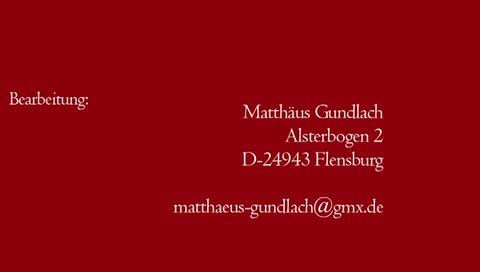 Bearbeitung:
Matthäus Gundlach
Alsterbogen 2
D-24943 Flensburg
matthaeus-gundlach@gmx.de